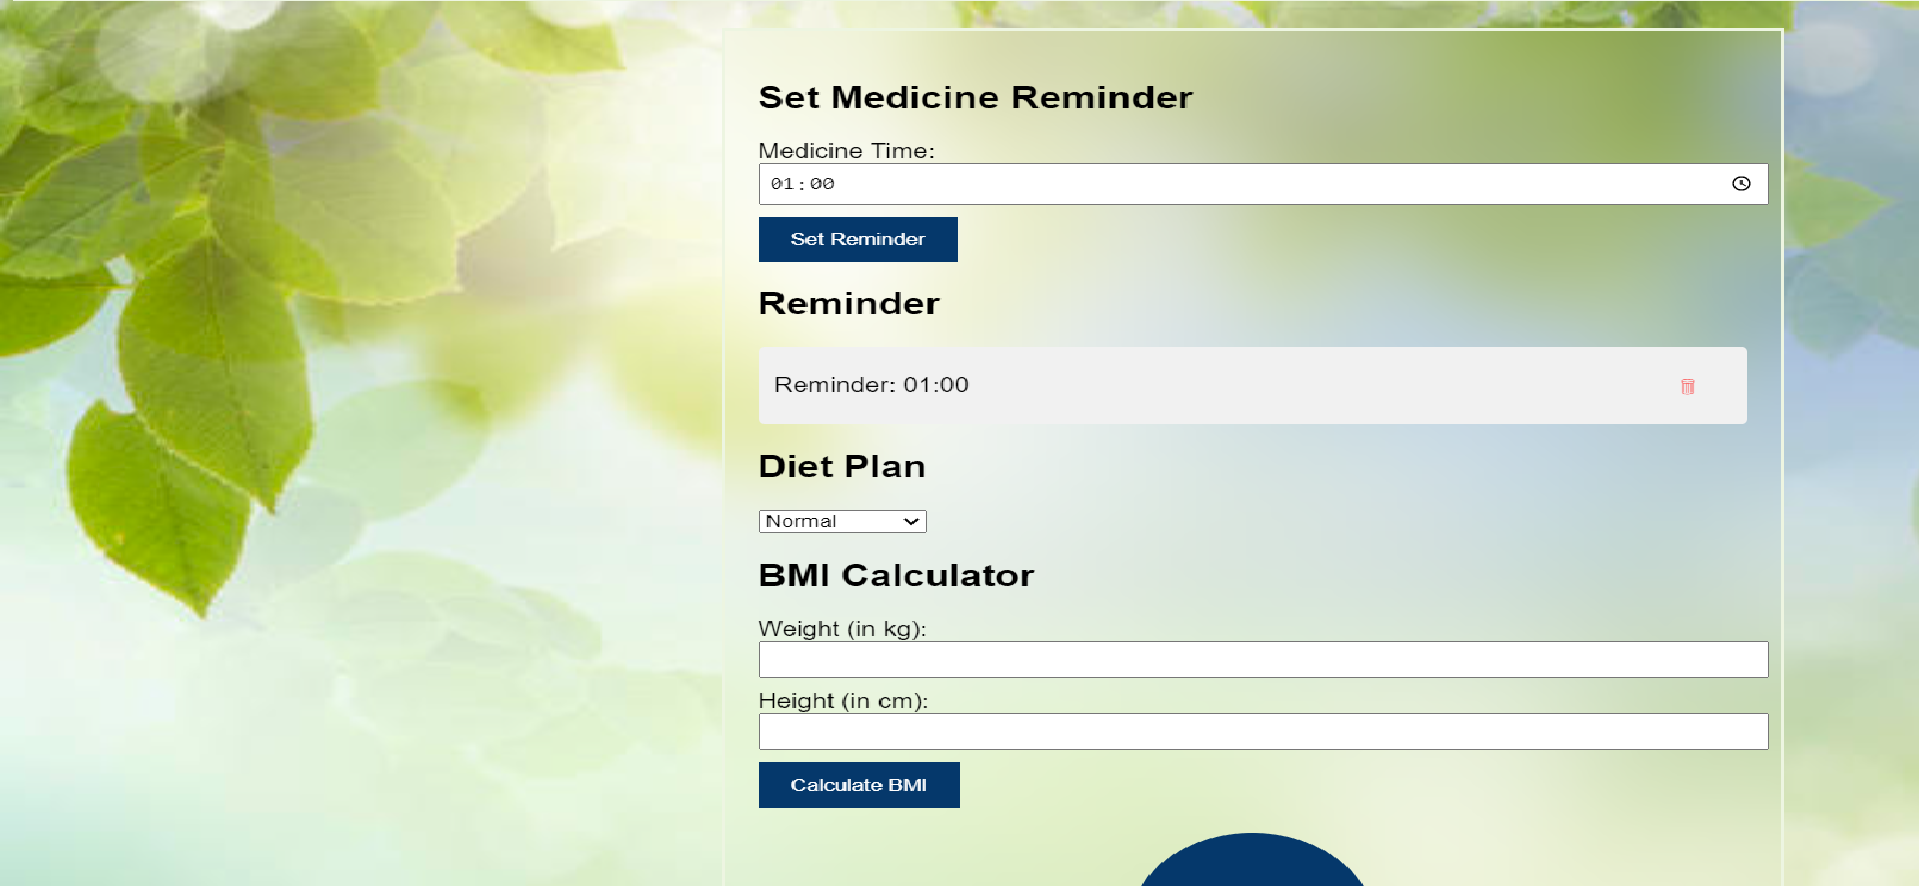 Set Medicine Reminder
Medicine Time:
01:00
Set Reminder
Reminder
Reminder: 01:00
Diet Plan
Normal
BMI Calculator
Weight (in kg):
Height (in cm):
Calculate BMI